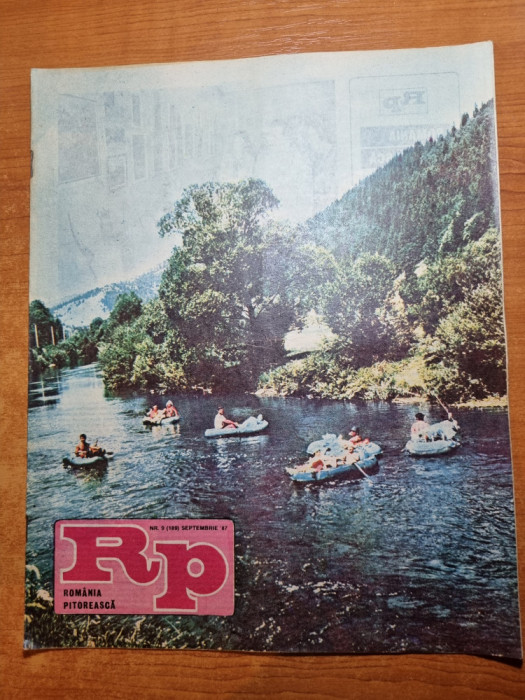 NR. 9 (189) SEPTEMBRIE '87
Rp
ROMÂNIA
PITOREASCĂ